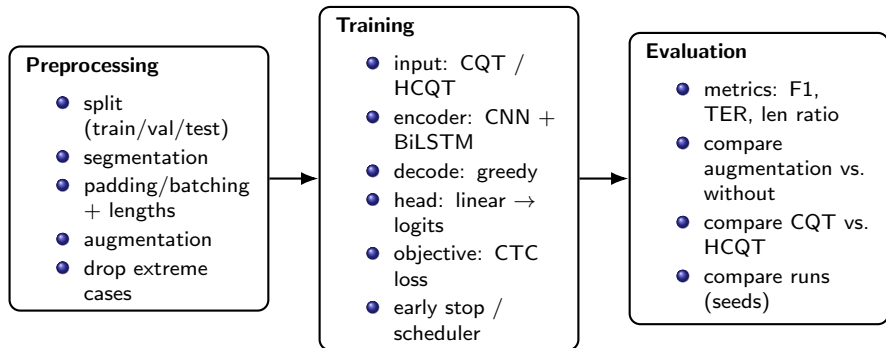 Preprocessing
split
(train/val/test)
segmentation
padding/batching
+ lengths
augmentation
drop extreme
cases
Training
input: CQT /
HCQT
encoder: CNN +
BiLSTM
decode: greedy
head: linear →
logits
objective: CTC
loss
early stop /
scheduler
Evaluation
metrics: F1,
TER, len ratio
compare
augmentation vs.
without
compare CQT vs.
HCQT
compare runs
(seeds)